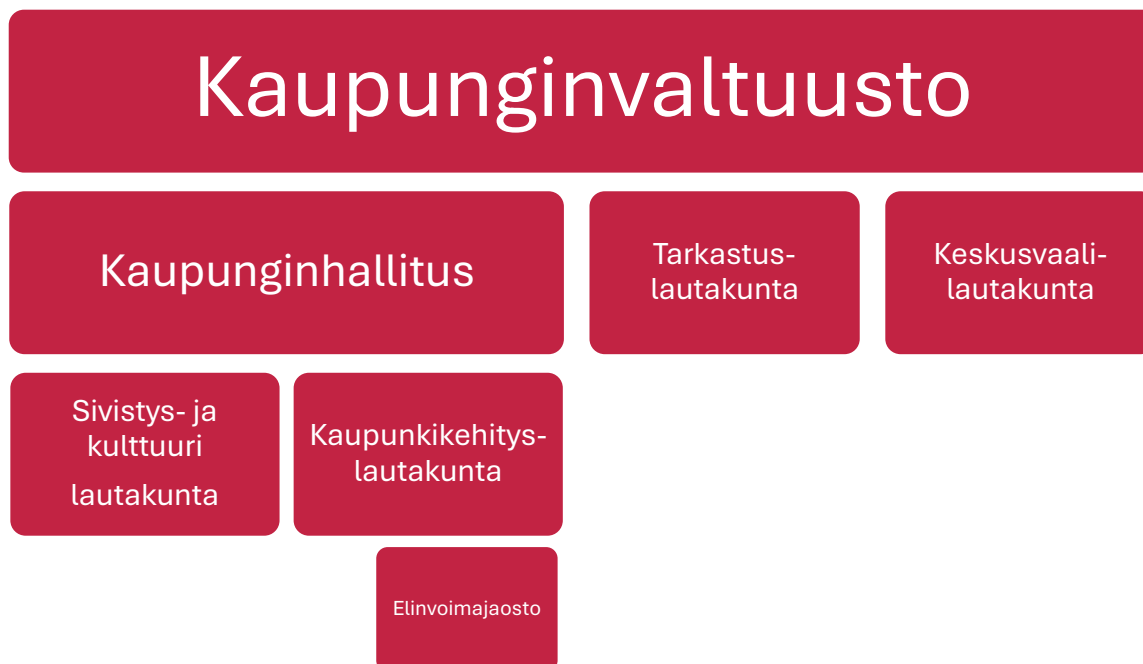 Kaupunginvaltuusto
Kaupunginhallitus
Tarkastus-
lautakunta
Keskusvaali-
lautakunta
Sivistys- ja
kulttuuri
lautakunta
Kaupunkikehitys-
lautakunta
Elinvoimajaosto